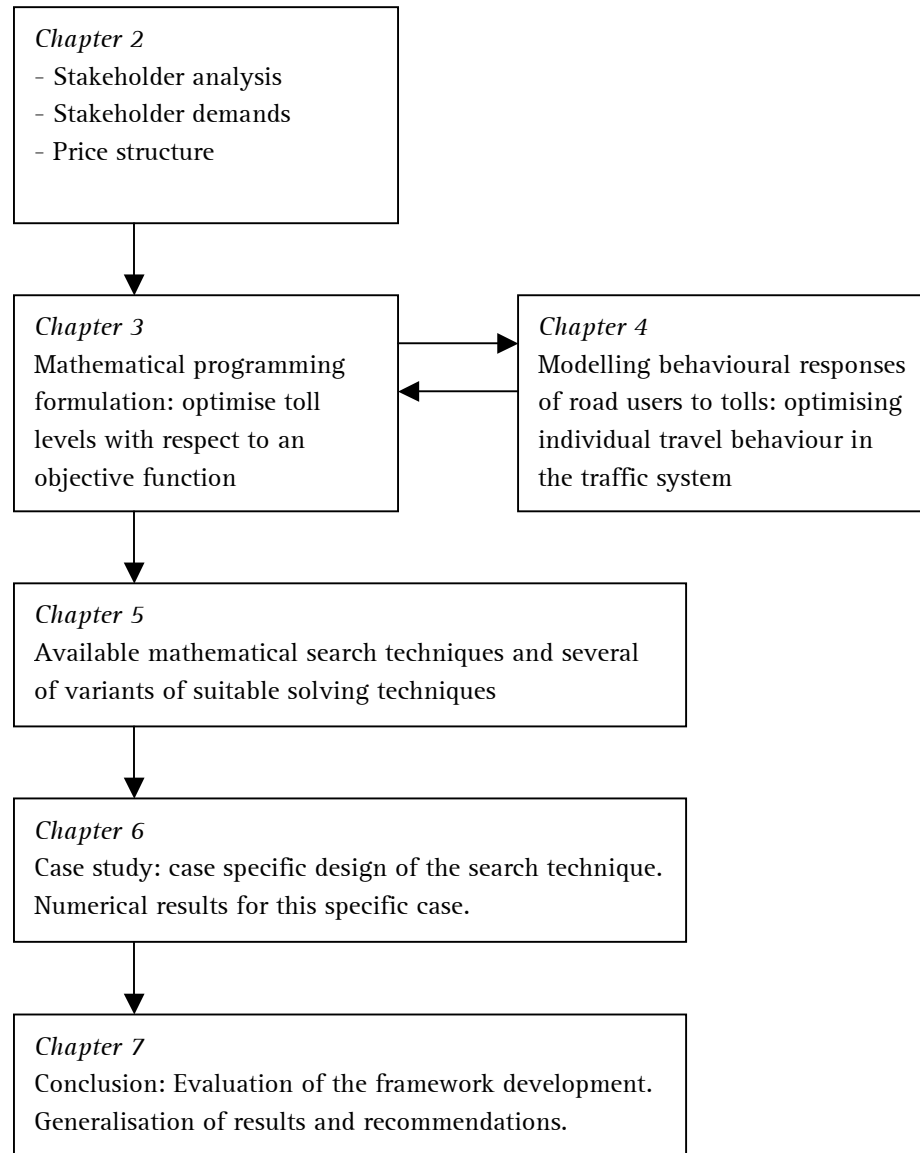 Chapter 2
- Stakeholder analysis
- Stakeholder demands
- Price structure
Chapter 3
Mathematical programming
formulation: optimise toll
levels with respect to an
objective function
Chapter 4
Modelling behavioural responses
of road users to tolls: optimising
individual travel behaviour in
the traffic system
Chapter 5
Available mathematical search techniques and several
of variants of suitable solving techniques
Chapter 6
Case study: case specific design of the search technique.
Numerical results for this specific case.
Chapter 7
Conclusion: Evaluation of the framework development.
Generalisation of results and recommendations.